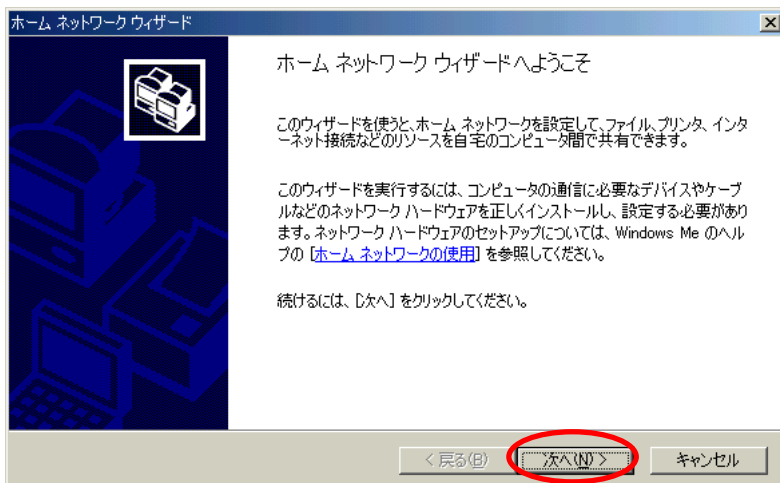 ホーム ネットワーク ウィザード
ホーム ネットワーク ウィザードへようこそ
このウィザードを使うと、ホーム ネットワークを設定して、ファイル、プリンタ、インタ
ーネット接続などのリソースを自宅のコンピュータ間で共有できます。
このウィザードを実行するには、コンピュータの通信に必要なデバイスやケーブ
ルなどのネットワーク ハードウェアを正しくインストールし、設定する必要があり
ます。ネットワーク ハードウェアのセットアップについては、Windows Me のヘル
プの [ホーム ネットワークの使用] を参照してください。
続けるには、[次へ] をクリックしてください。
< 戻る(B)
次へ(N) >
キャンセル